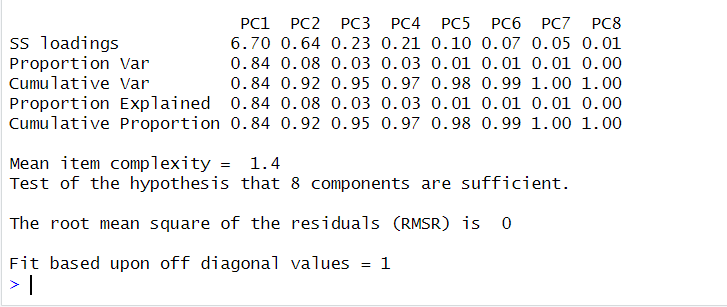 PC1 PC2 PC3 PC4 PC5 PC6 PC7 PC8
SS loadings 6.70 0.64 0.23 0.21 0.10 0.07 0.05 0.01
Proportion Var 0.84 0.08 0.03 0.03 0.01 0.01 0.01 0.00
Cumulative Var 0.84 0.92 0.95 0.97 0.98 0.99 1.00 1.00
Proportion Explained 0.84 0.08 0.03 0.03 0.01 0.01 0.01 0.00
Cumulative Proportion 0.84 0.92 0.95 0.97 0.98 0.99 1.00 1.00
Mean item complexity = 1.4
Test of the hypothesis that 8 components are sufficient.
The root mean square of the residuals (RMSR) is 0
Fit based upon off diagonal values = 1
>